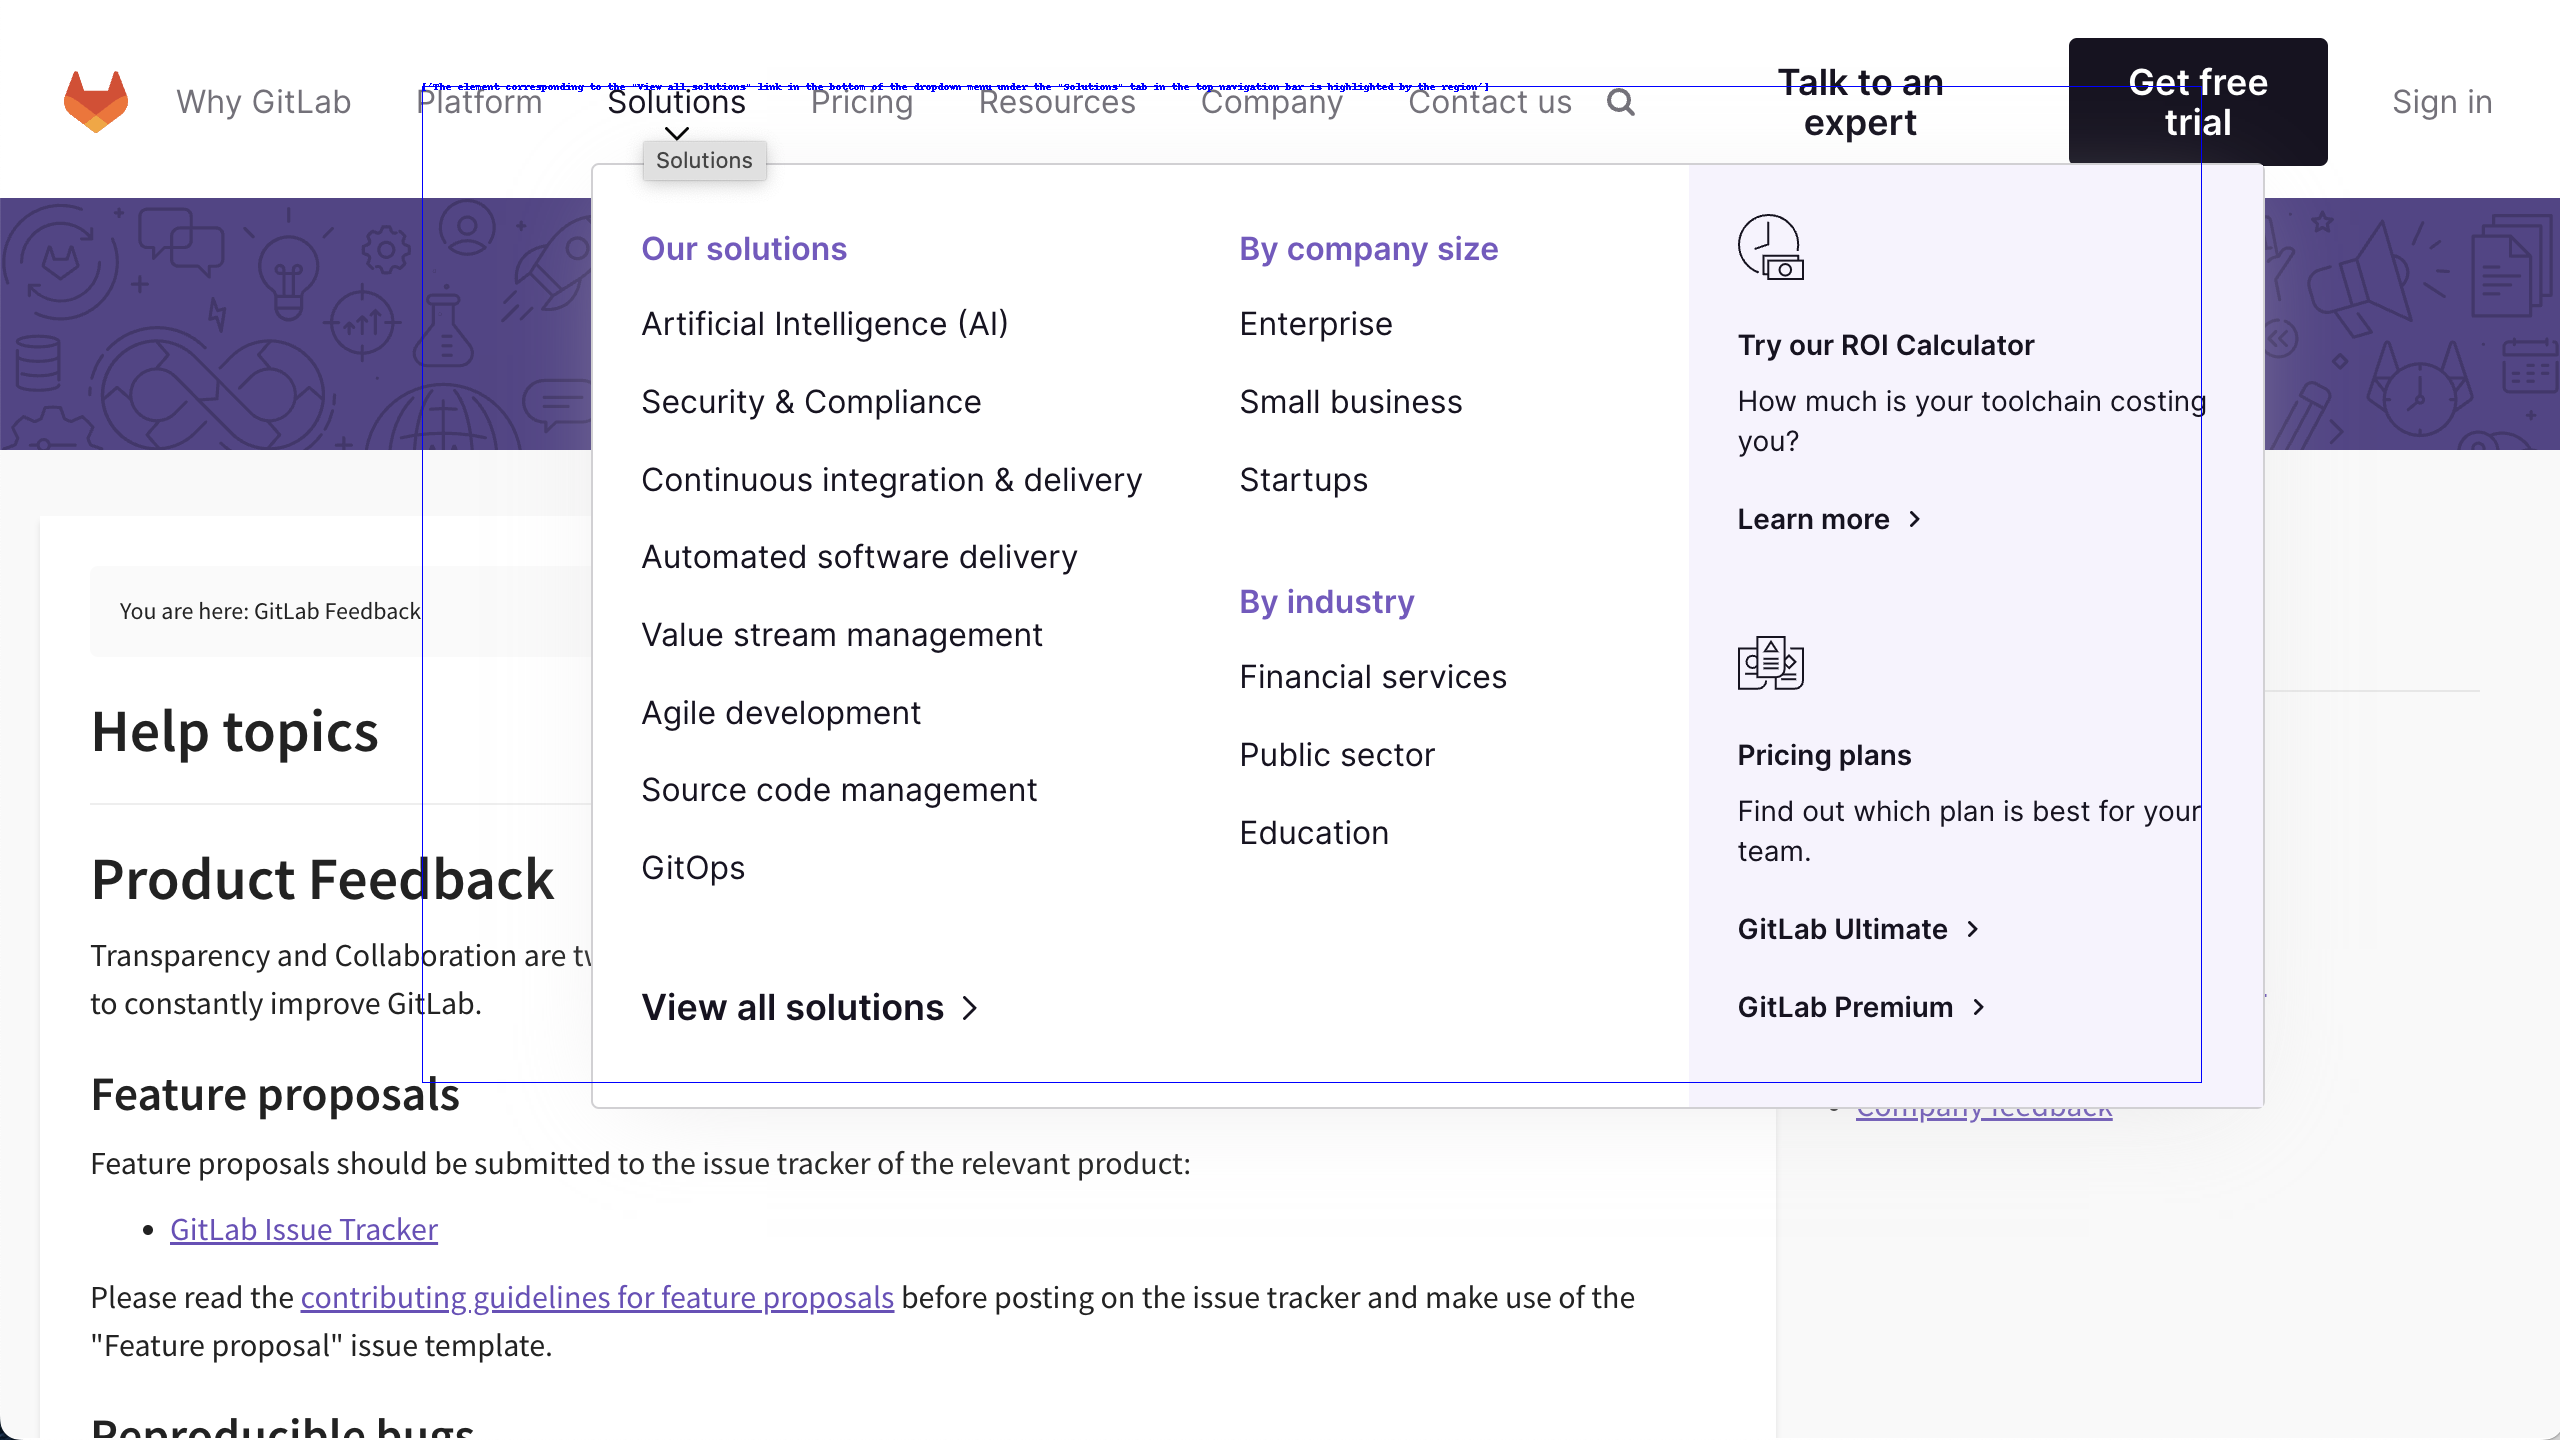 ['The element corresponding to the "View all solutions" link in the bottom of the dropdown menu under the "Solutions" tab in the top navigation bar is highlighted by the region']
Why GitLab
Platform
Solutions
Pricing
Resources
Company
Contact us
Talk to an
expert
Get free
trial
Sign in
Solutions
Our solutions
Artificial Intelligence (AI)
Security & Compliance
Continuous integration & delivery
Automated software delivery
Value stream management
Agile development
Source code management
GitOps
View all solutions
By company size
Enterprise
Small business
Startups
By industry
Financial services
Public sector
Education
Try our ROI Calculator
How much is your toolchain costing
you?
Learn more
Pricing plans
Find out which plan is best for your
team.
GitLab Ultimate
GitLab Premium
You are here: GitLab Feedback
Help topics
Product Feedback
Transparency and Collaboration are
to constantly improve GitLab.
Feature proposals
Feature proposals should be submitted to the issue tracker of the relevant product:
• GitLab Issue Tracker
Please read the contributing guidelines for feature proposals before posting on the issue tracker and make use of the
"Feature proposal" issue template.
Reproducible bugs
• Company feedback